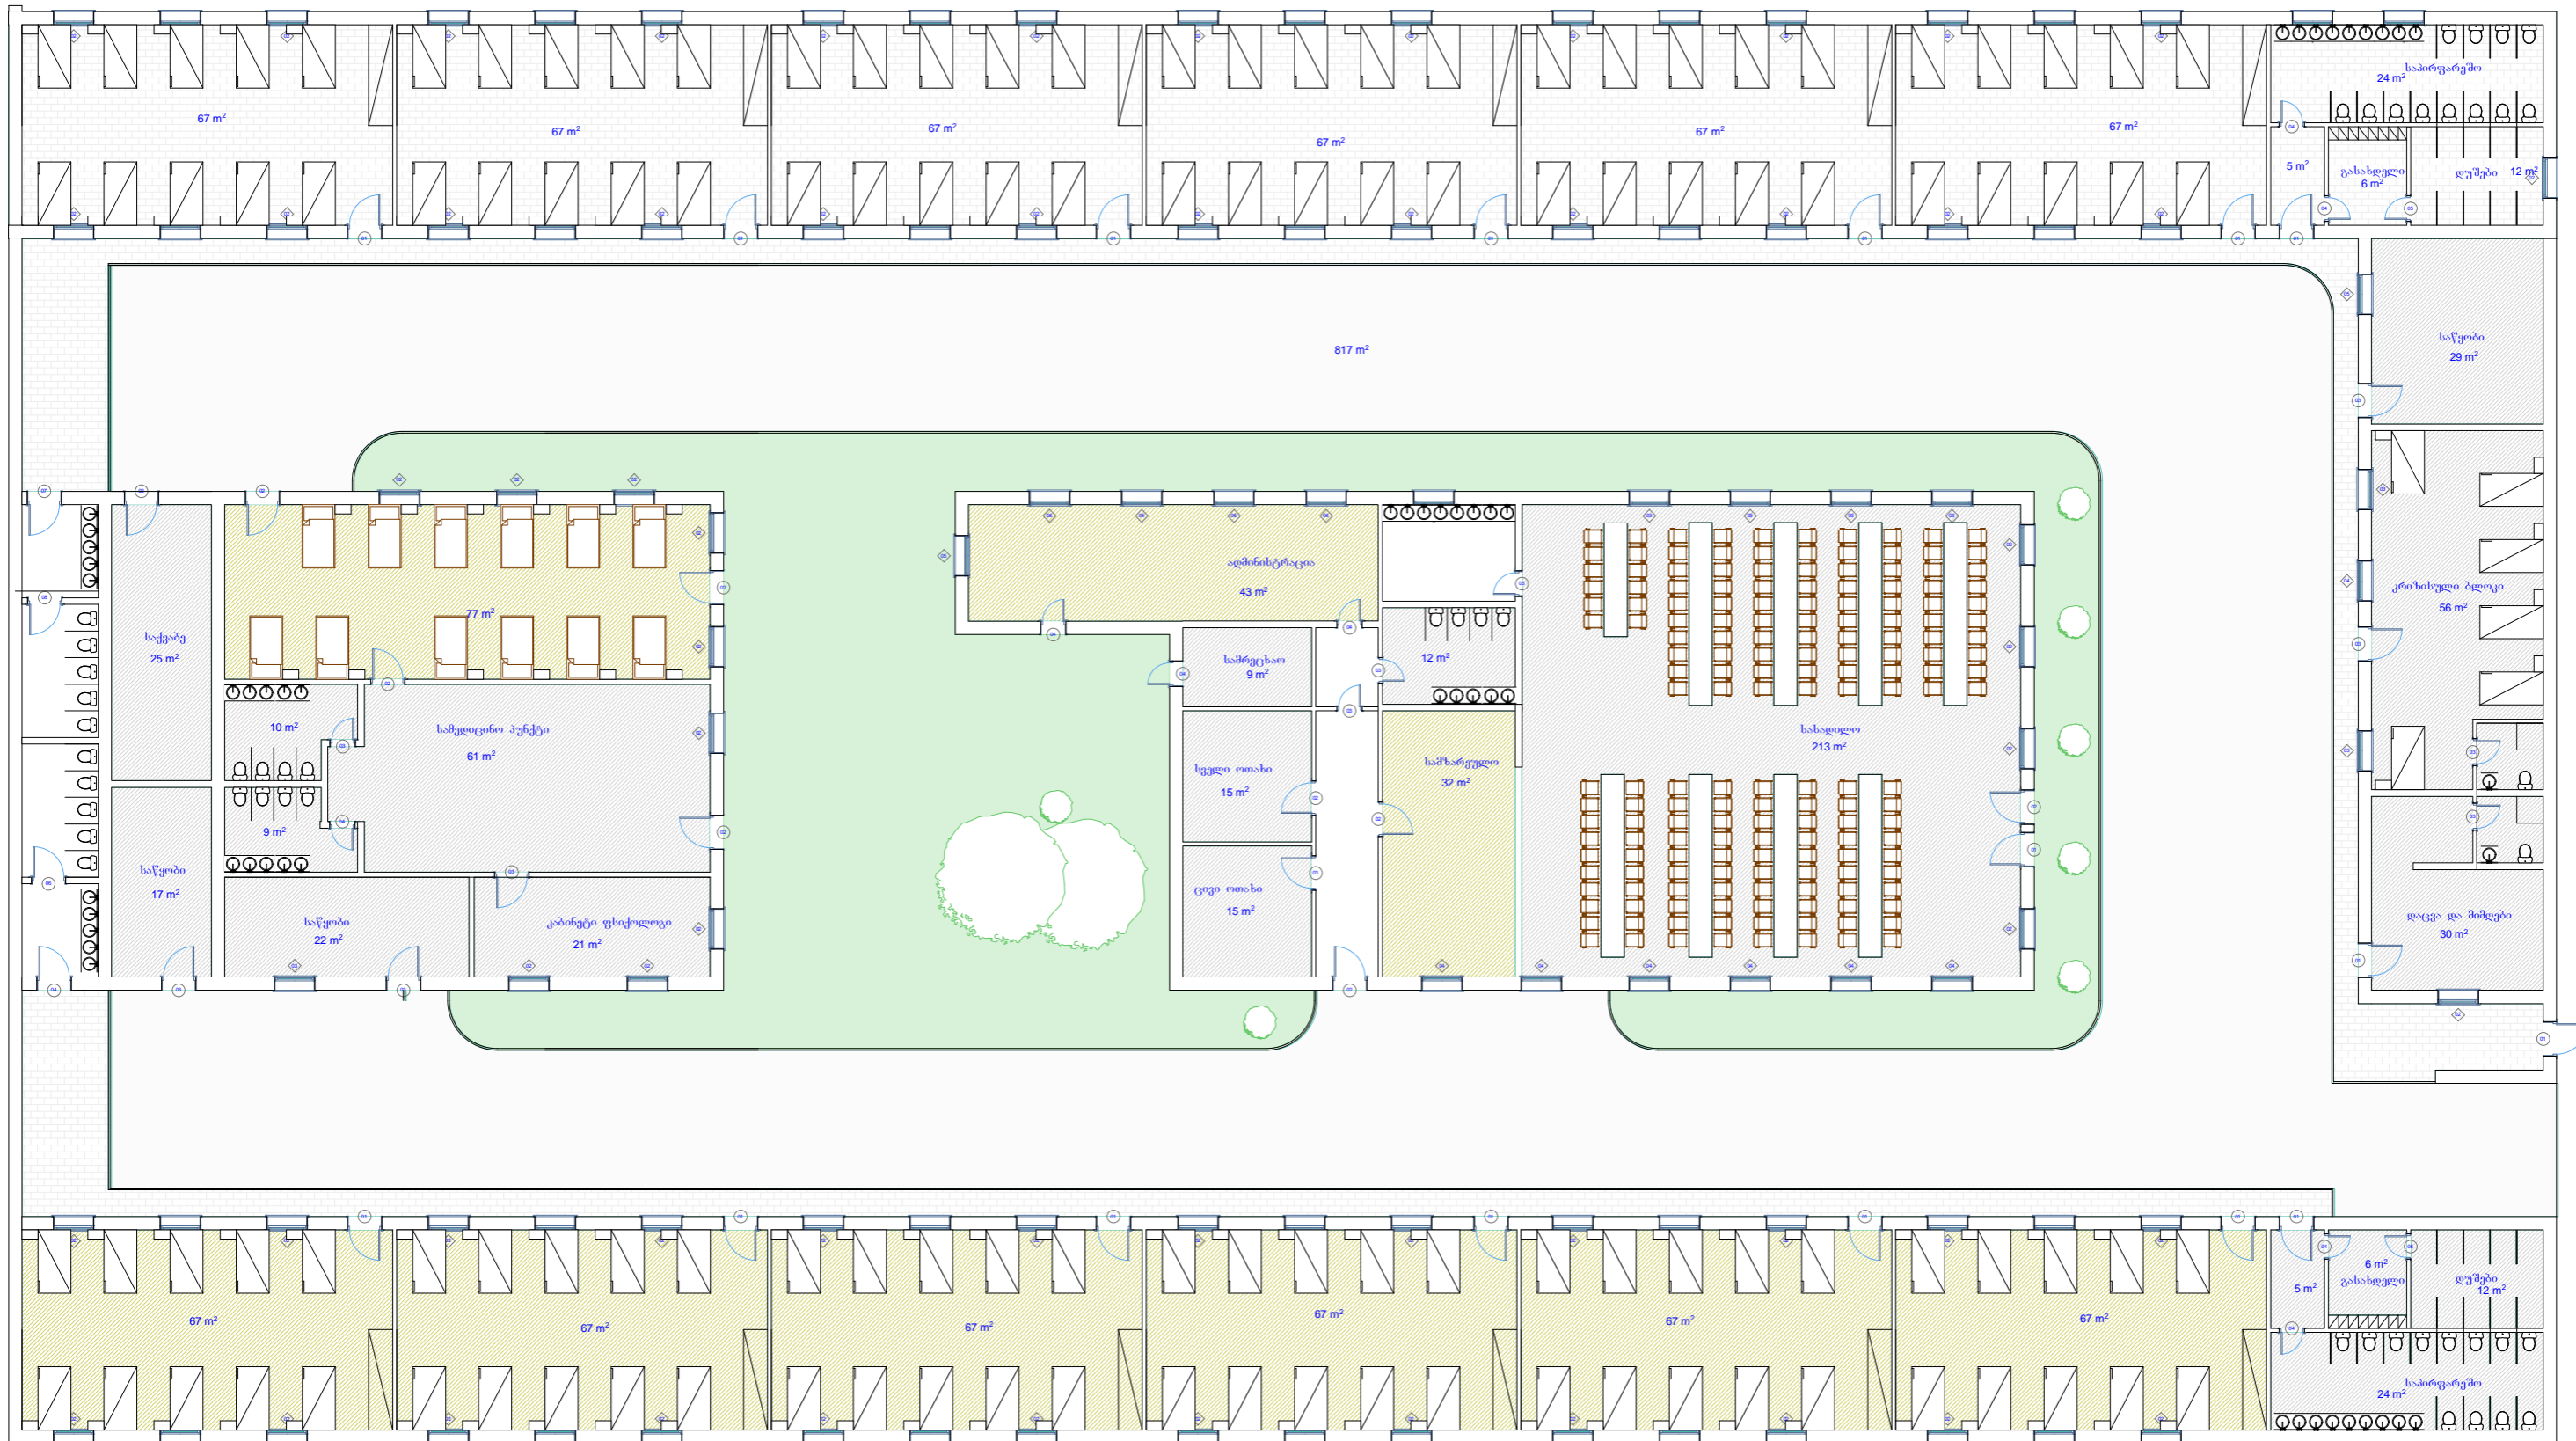 67 m²
67 m²
67 m²
67 m²
67 m²
67 m²
საპირფარეშო
24 m²
5 m²
გასახდელი
6 m²
დუშები
12 m²
817 m²
საწყობი
29 m²
საქვაბე
25 m²
77 m²
ადმინისტრაცია
43 m²
კრიზისული ბლოკი
56 m²
სამრეცხაო
9 m²
12 m²
10 m²
სამედიცინო პუნქტი
61 m²
სასადილო
213 m²
სველი ოთახი
15 m²
სამზარეულო
32 m²
9 m²
საწყობი
17 m²
ცივი ოთახი
15 m²
საწყობი
22 m²
კაბინეტი ფსიქოლოგი
21 m²
დაცვა და მიმღები
30 m²
67 m²
67 m²
67 m²
67 m²
67 m²
67 m²
5 m²
6 m²
გასახდელი
დუშები
12 m²
საპირფარეშო
24 m²